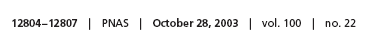 12804–12807 | PNAS | October 28, 2003 | vol. 100 | no. 22